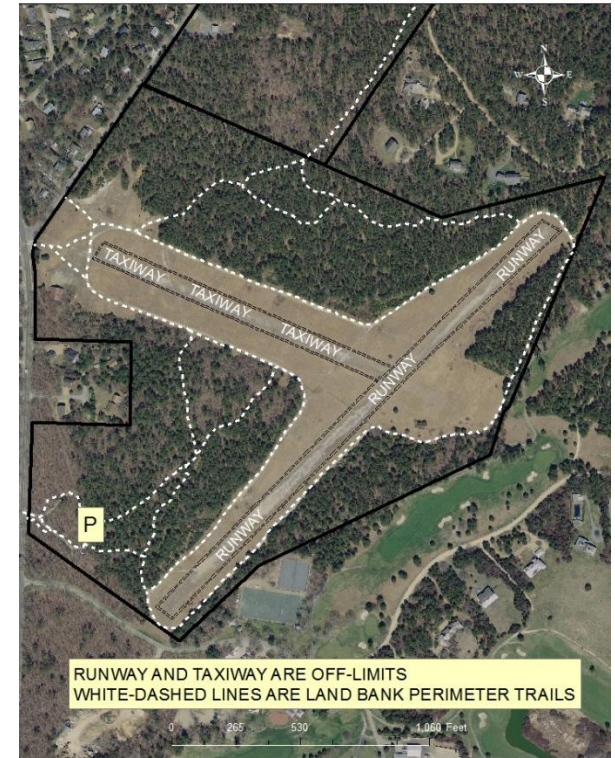 N
W E
S
TAXIWAY
TAXIWAY
TAXIWAY
RUNWAY
RUNWAY
RUNWAY
P
RUNWAY AND TAXIWAY ARE OFF-LIMITS
WHITE-DASHED LINES ARE LAND BANK PERIMETER TRAILS
0 265 530 1,060 Feet